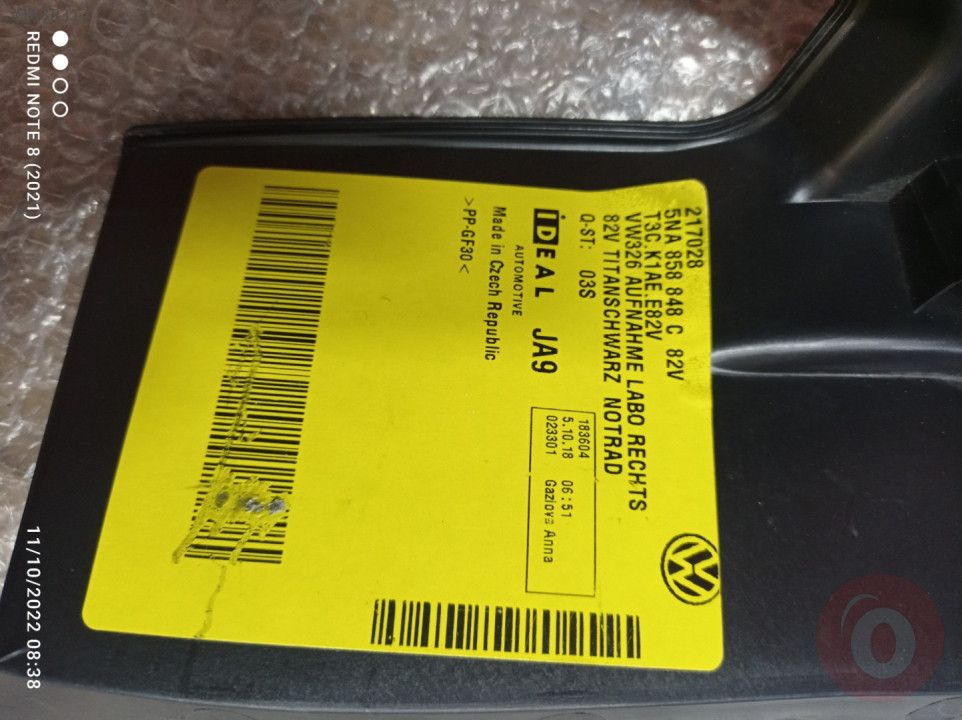 217028
5NA 858 848 C 82V
T3C.K1AE.E82V
VW326 AUFNAHME LABO RECHTS
82V TITANSCHWARZ NOTRAD
Q-ST: 03S
iDEAL JA9
AUTOMOTIVE
Made in Czech Republic
>PP-GF30<
183604
5.10.18 06:51
023301 Gaziova Anna
REDMI NOTE 8 (2021)
11/10/2022 08:38